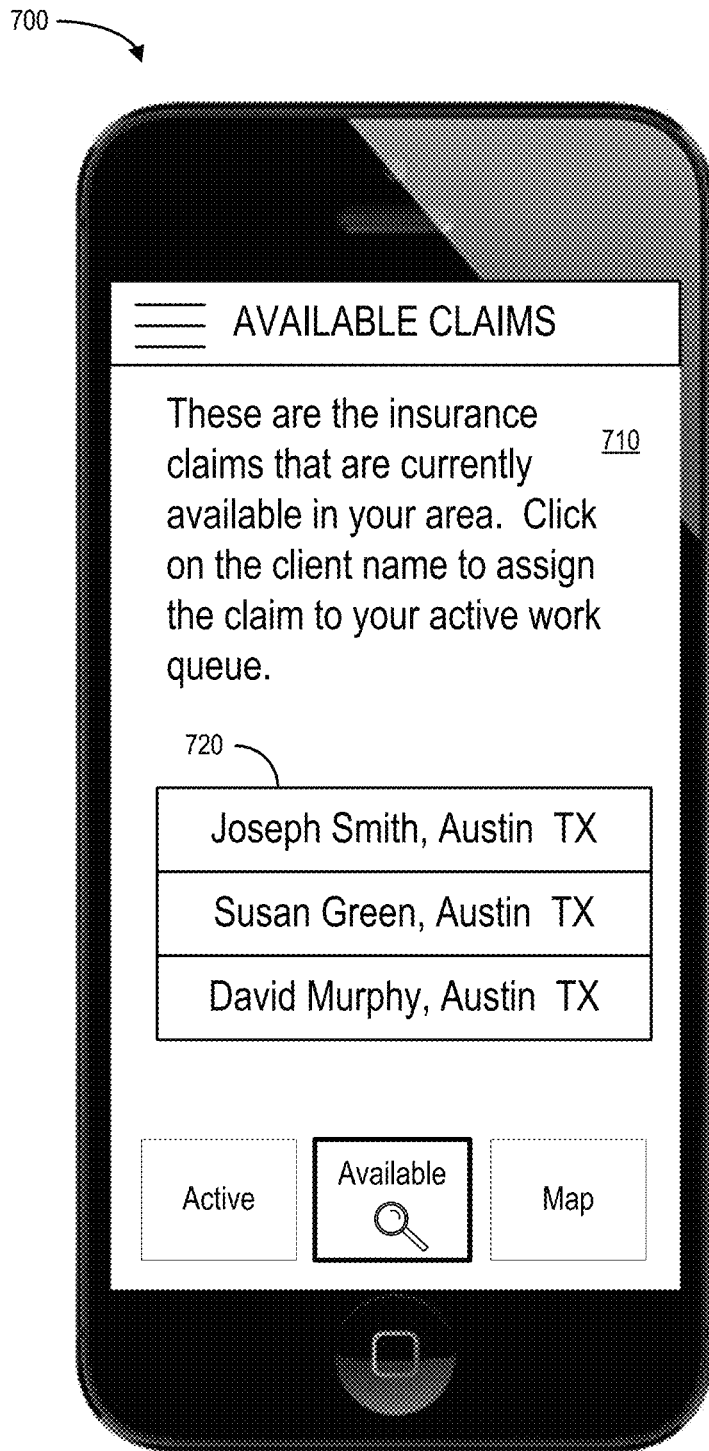 700
AVAILABLE CLAIMS
These are the insurance
710
claims that are currently
available in your area.  Click
on the client name to assign
the claim to your active work
queue.
720
Joseph Smith, Austin  TX
Susan Green, Austin  TX
David Murphy, Austin  TX
Active
Available
Map